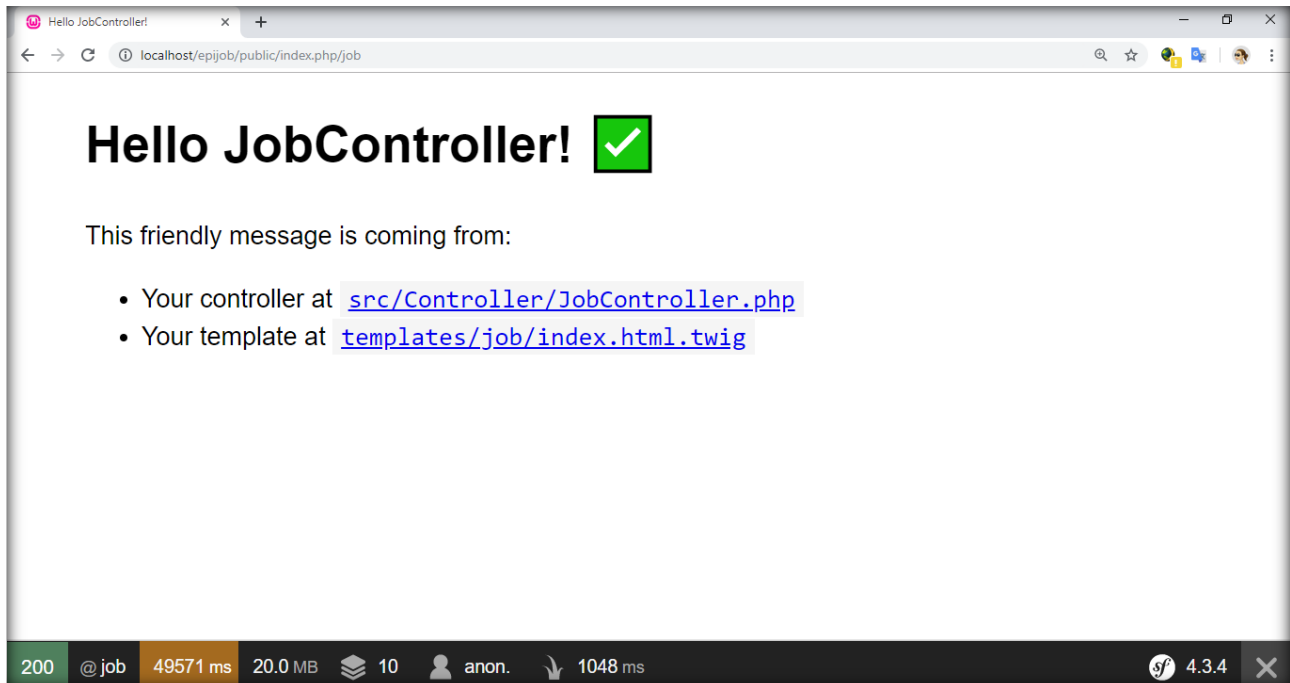 Hello JobController!
localhost/epijob/public/index.php/job
Hello JobController!
This friendly message is coming from:
• Your controller at src/Controller/JobController.php
• Your template at templates/job/index.html.twig
200 @ job 49571 ms 20.0 MB 10 anon. 1048 ms sf 4.3.4